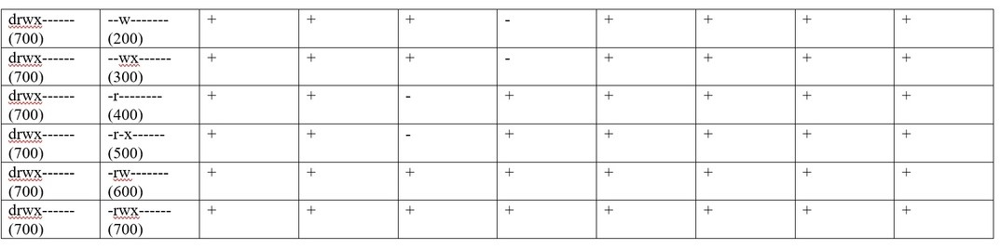 drwx------ --w------- + + + - + + + +
(700) (200)
drwx------ --wx------ + + + - + + + +
(700) (300)
drwx------ -r-------- + + - + + + + +
(700) (400)
drwx------ -r-x------ + + - + + + + +
(700) (500)
drwx------ -rw------- + + + + + + + +
(700) (600)
drwx------ -rwx------ + + + + + + + +
(700) (700)